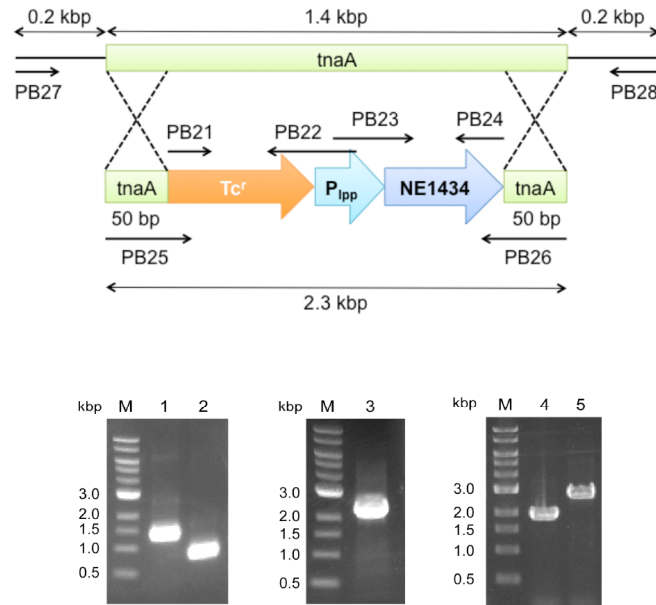 0.2 kbp 1.4 kbp 0.2 kbp
tnaA
PB27 PB28
PB21 PB22 PB23 PB24
tnaA Tcʳ Plpp NE1434 tnaA
50 bp 50 bp
PB25 PB26
2.3 kbp
kbp M 1 2
3.0
2.0
1.5
1.0
0.5
kbp M 3
3.0
2.0
1.5
1.0
0.5
kbp M 4 5
3.0
2.0
1.5
1.0
0.5